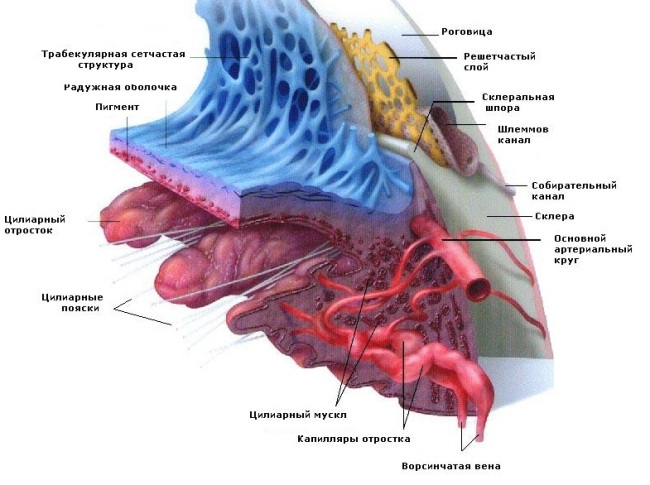 Роговица
Трабекулярная сетчастая
структура
Решетчастый
слой
Радужная оболочка
Пигмент
Склеральная
шпора
Шлеммов
канал
Собирательный
канал
Цилиарный
отросток
Склера
Основной
артериальный
круг
Цилиарные
пояски
Цилиарный мускл
Капилляры отростка
Ворсинчатая вена